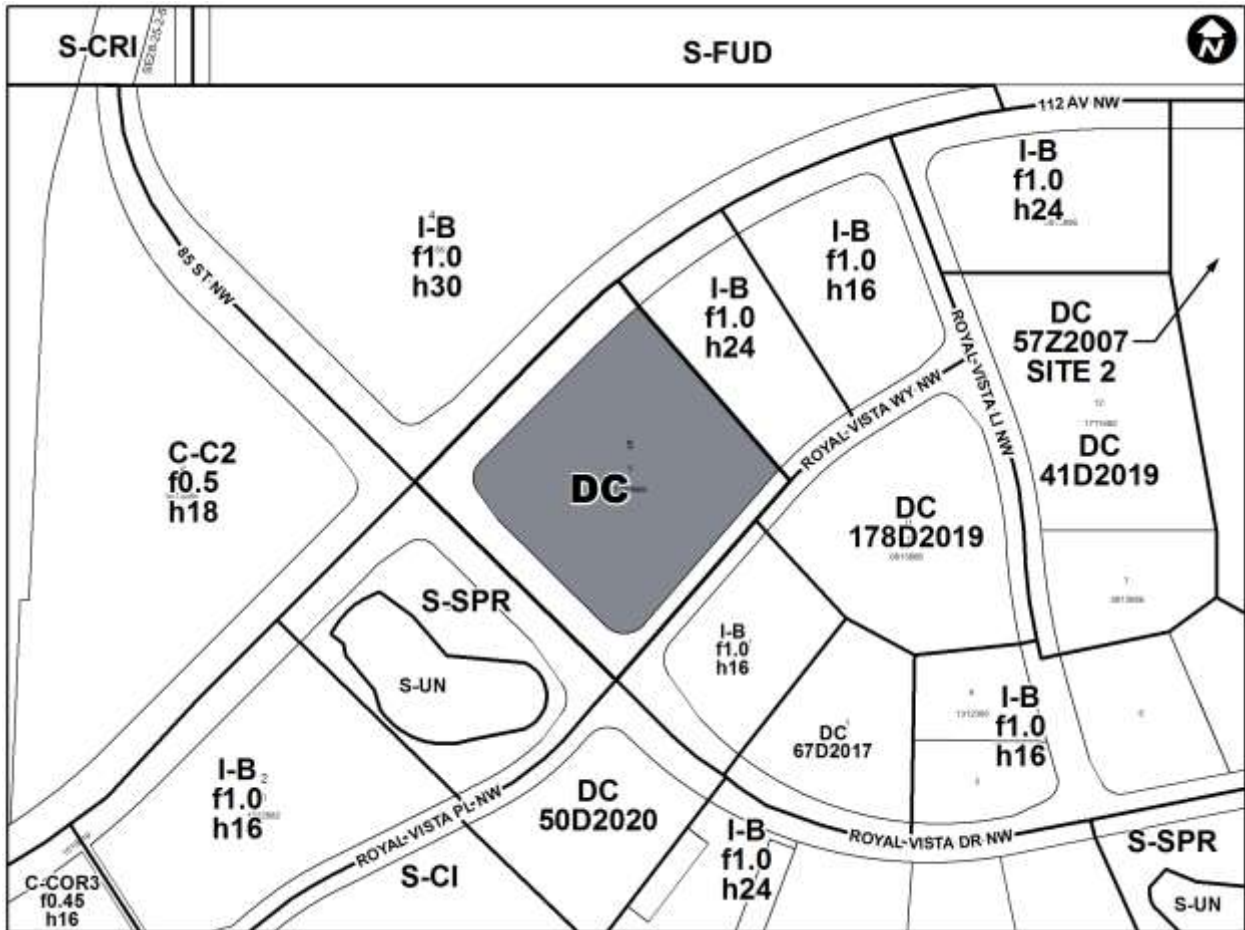 S-CRI
S-FUD
N
112 AV NW
I-B
f1.0
h24
I-B
f1.0
h30
4
85 ST NW
I-B
f1.0
h16
I-B
f1.0
h24
DC
57Z2007
SITE 2
DC
41D2019
ROYAL-VISTA LI NW
ROYAL-VISTA WY NW
C-C2
f0.5
h18
DC
5
DC
178D2019
S-SPR
S-UN
I-B
f1.0
h16
DC
67D2017
I-B
f1.0
h16
I-B
f1.0
h16
2
ROYAL-VISTA PL-NW
DC
50D2020
I-B
f1.0
h24
ROYAL-VISTA DR NW
S-SPR
S-UN
S-CI
C-COR3
f0.45
h16